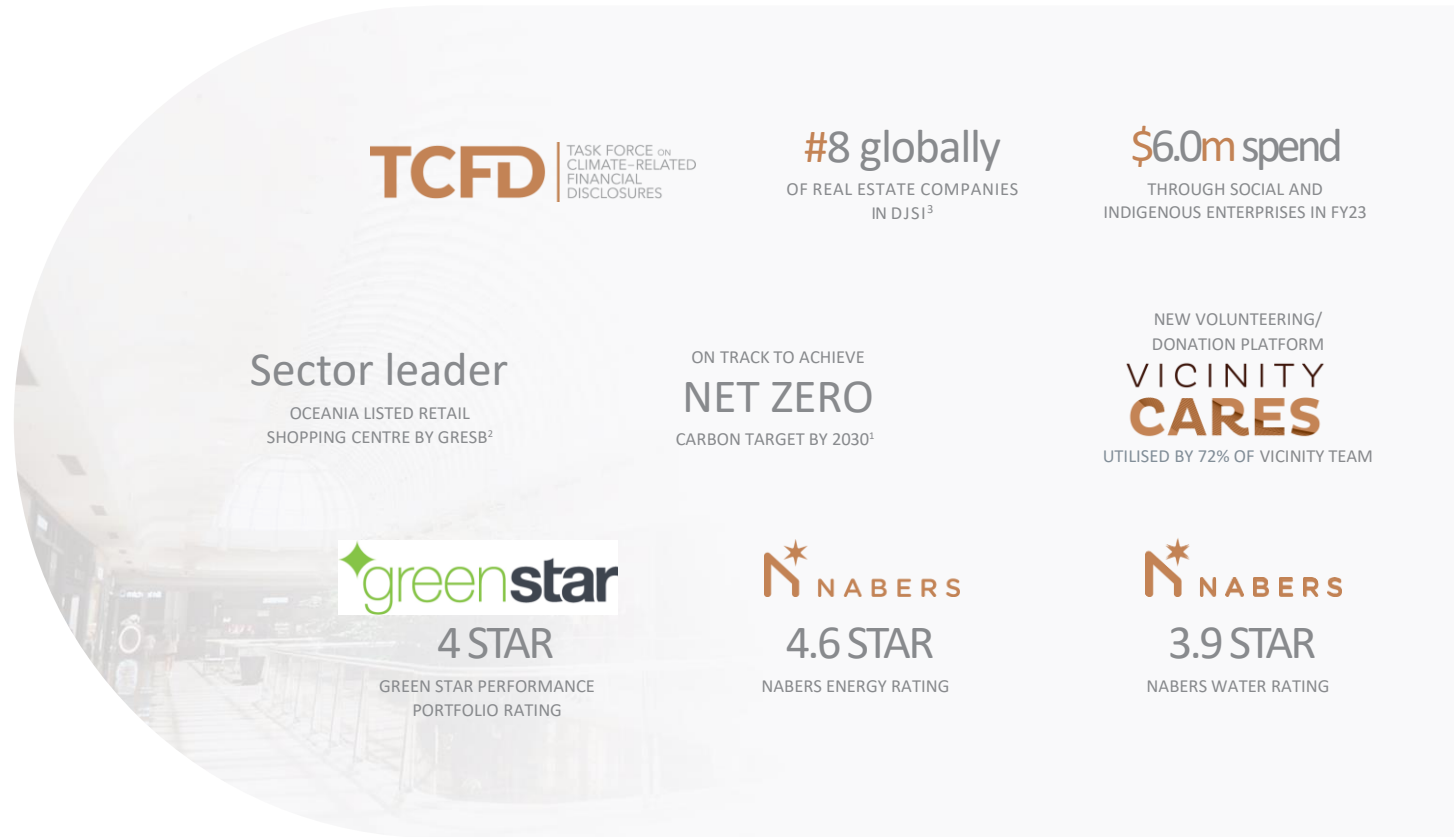 TCFD
TASK FORCE ON
CLIMATE-RELATED
FINANCIAL
DISCLOSURES
#8 globally
OF REAL ESTATE COMPANIES
IN DJSI³
$6.0m spend
THROUGH SOCIAL AND
INDIGENOUS ENTERPRISES IN FY23
Sector leader
OCEANIA LISTED RETAIL
SHOPPING CENTRE BY GRESB²
ON TRACK TO ACHIEVE
NET ZERO
CARBON TARGET BY 2030¹
NEW VOLUNTEERING/
DONATION PLATFORM
VICINITY
CARES
UTILISED BY 72% OF VICINITY TEAM
greenstar
4 STAR
GREEN STAR PERFORMANCE
PORTFOLIO RATING
NABERS
4.6 STAR
NABERS ENERGY RATING
NABERS
3.9 STAR
NABERS WATER RATING